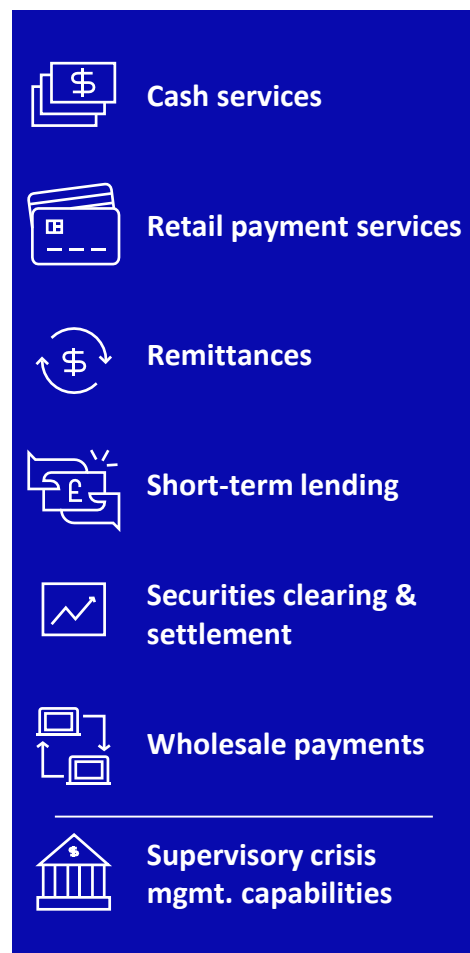 $
Cash services
Retail payment services
$
Remittances
£
Short-term lending
Securities clearing &
settlement
Wholesale payments
$
Supervisory crisis
mgmt. capabilities